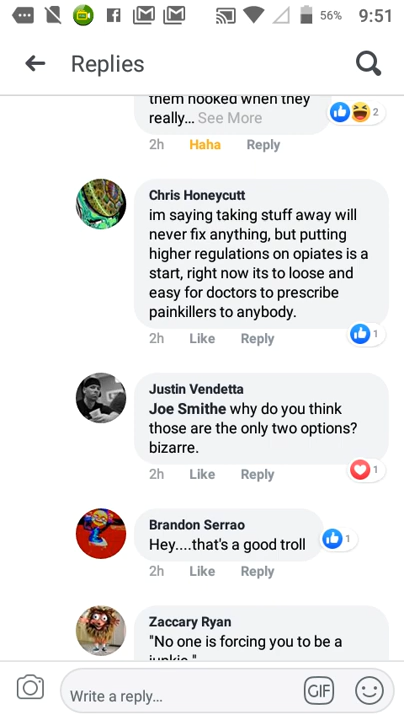 56% 9:51
Replies
them hooked when they
really... See More
2
2h Haha Reply
Chris Honeycutt
im saying taking stuff away will
never fix anything, but putting
higher regulations on opiates is a
start, right now its to loose and
easy for doctors to prescribe
painkillers to anybody.
1
2h Like Reply
Justin Vendetta
Joe Smithe why do you think
those are the only two options?
bizarre.
1
2h Like Reply
Brandon Serrao
Hey....that's a good troll
1
2h Like Reply
Zaccary Ryan
"No one is forcing you to be a
junkie."
Write a reply...
GIF